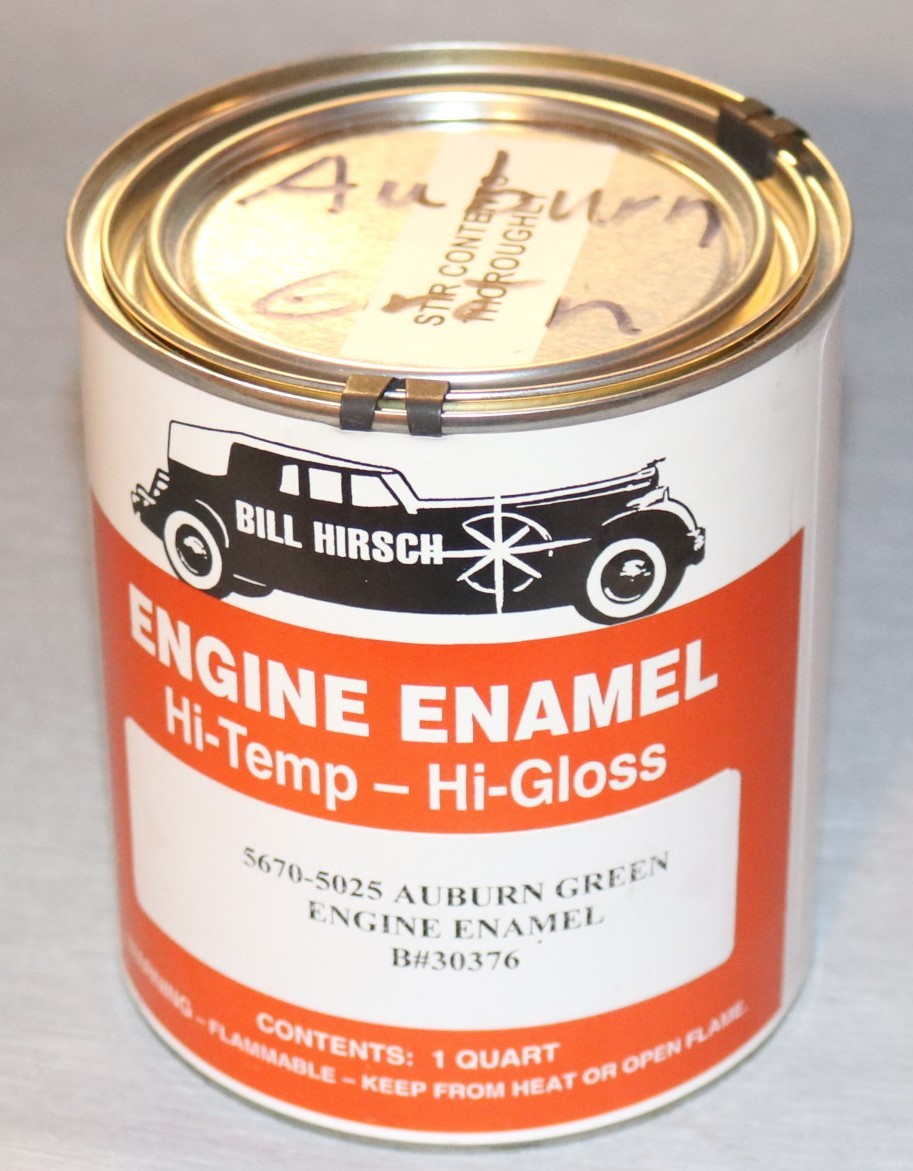 Auburn
STIR CONTENTS
THOROUGHLY
BILL HIRSCH
ENGINE ENAMEL
Hi-Temp – Hi-Gloss
5670-5025 AUBURN GREEN
ENGINE ENAMEL
B#30376
CONTENTS: 1 QUART
WARNING – FLAMMABLE – KEEP FROM HEAT OR OPEN FLAME.